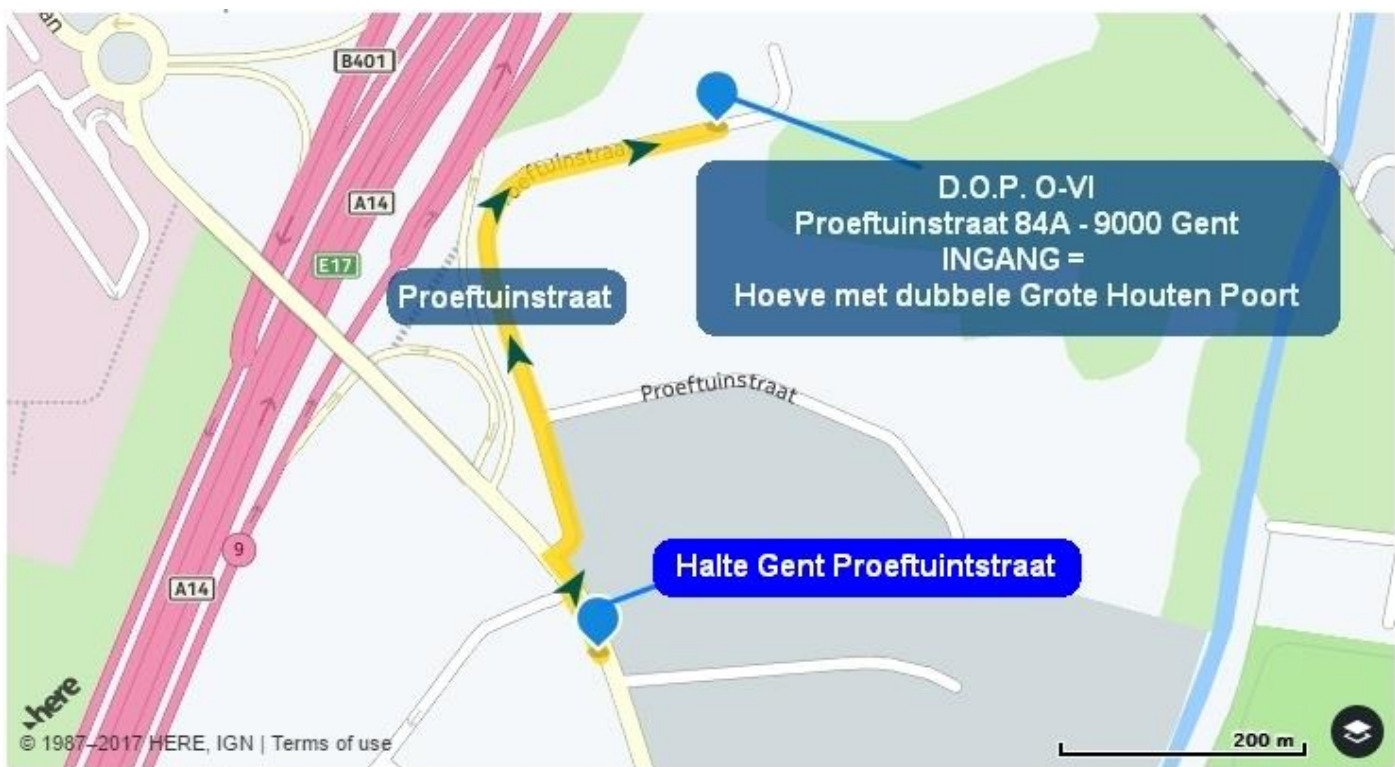 an
B401
Proeftuinstraat
D.O.P. O-VI
Proeftuinstraat 84A - 9000 Gent
INGANG =
Hoeve met dubbele Grote Houten Poort
A14
E17
Proeftuinstraat
Proeftuinstraat
9
Halte Gent Proeftuintstraat
A14
here
© 1987–2017 HERE, IGN | Terms of use
200 m